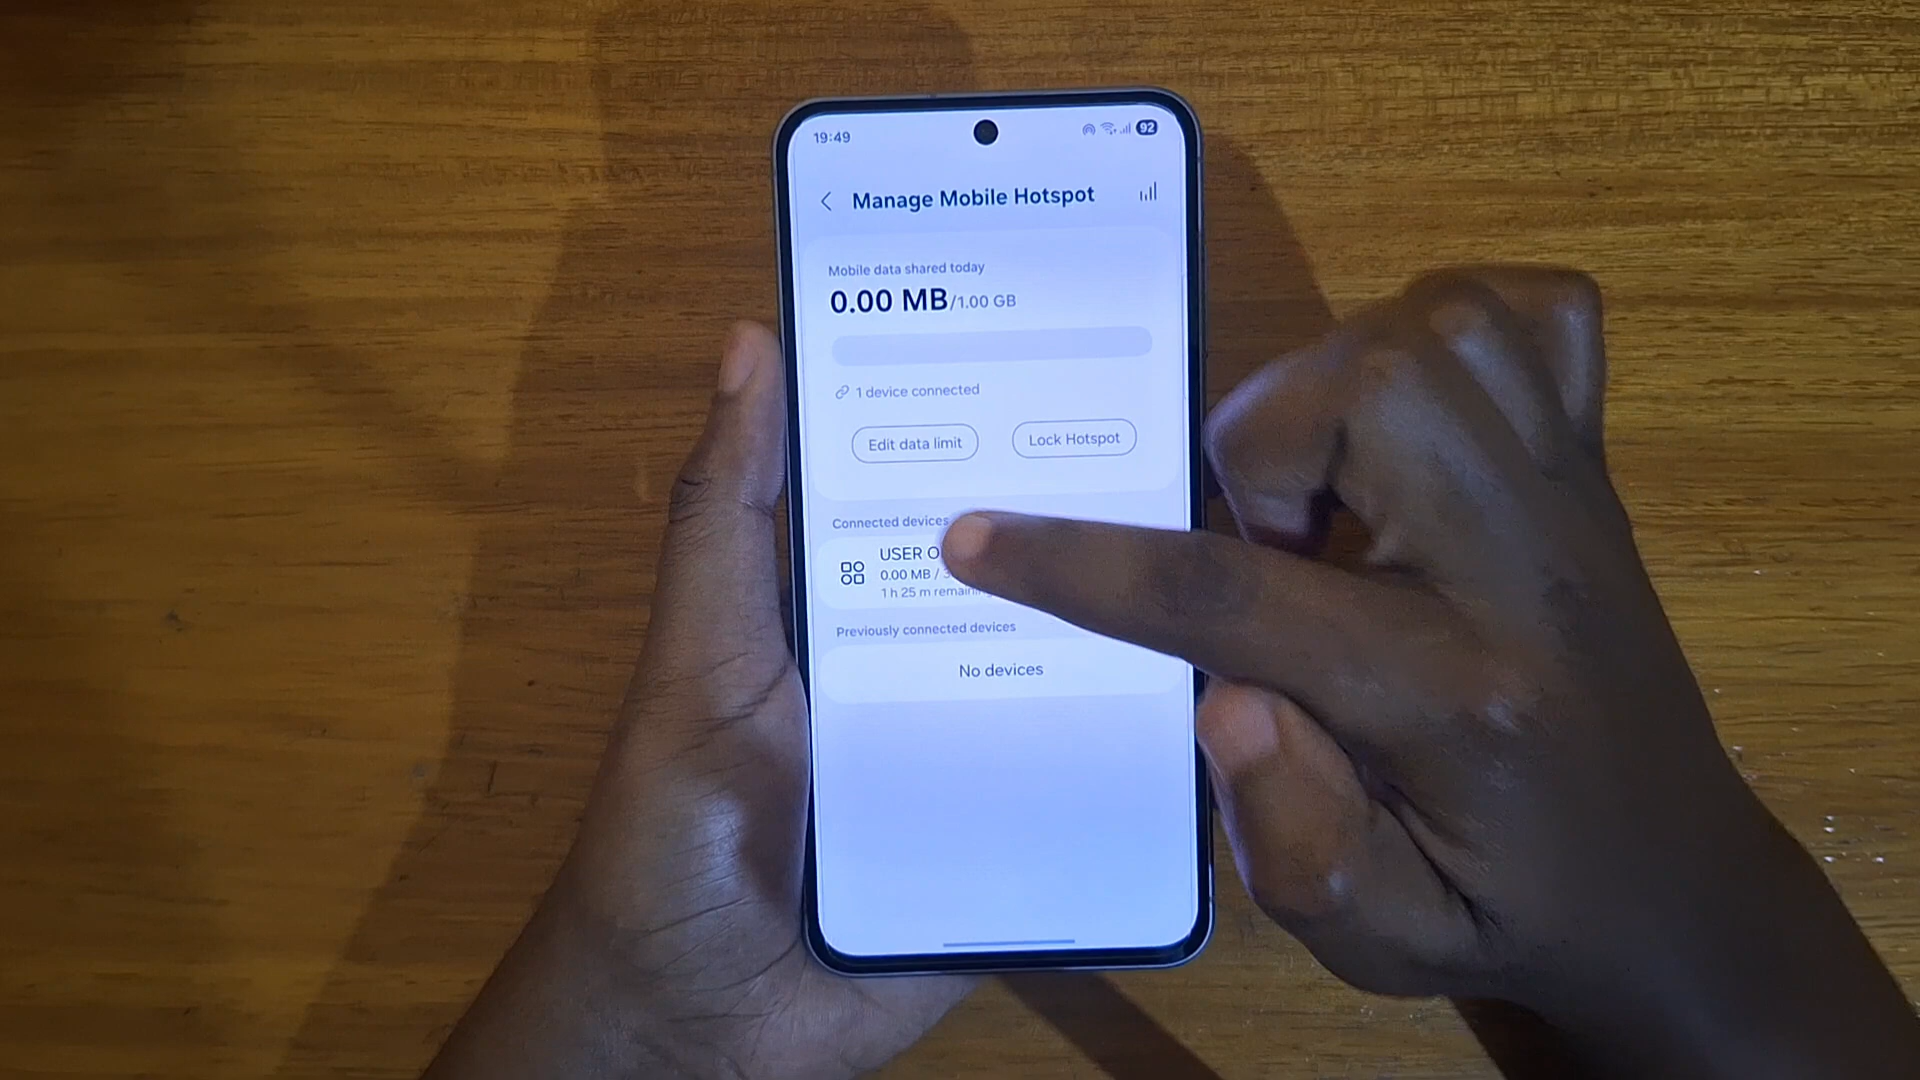 19:49
92
Manage Mobile Hotspot
Mobile data shared today
0.00 MB/1.00 GB
1 device connected
Edit data limit
Lock Hotspot
Connected devices
USER
0.00 MB /
1 h 25 m remaining
Previously connected devices
No devices